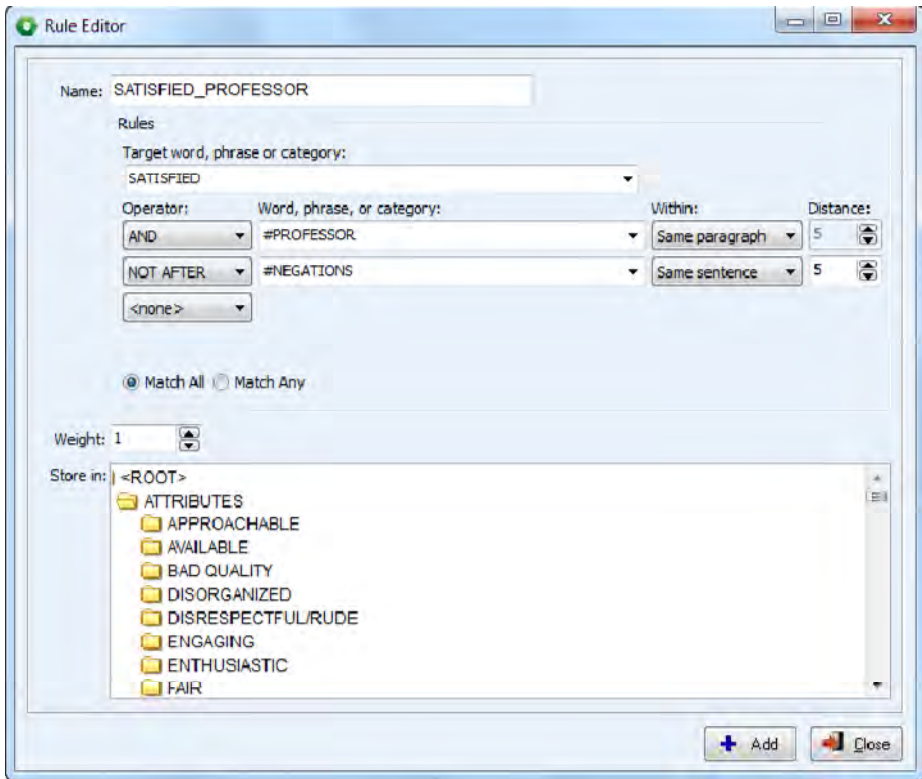 Rule Editor
Name: SATISFIED_PROFESSOR
Rules
Target word, phrase or category:
SATISFIED
Operator: Word, phrase, or category: Within: Distance:
AND #PROFESSOR Same paragraph 5
NOT AFTER #NEGATIONS Same sentence 5
<none>
Match All Match Any
Weight: 1
Store in: <ROOT>
ATTRIBUTES
APPROACHABLE
AVAILABLE
BAD QUALITY
DISORGANIZED
DISRESPECTFUL/RUDE
ENGAGING
ENTHUSIASTIC
FAIR
Add Close